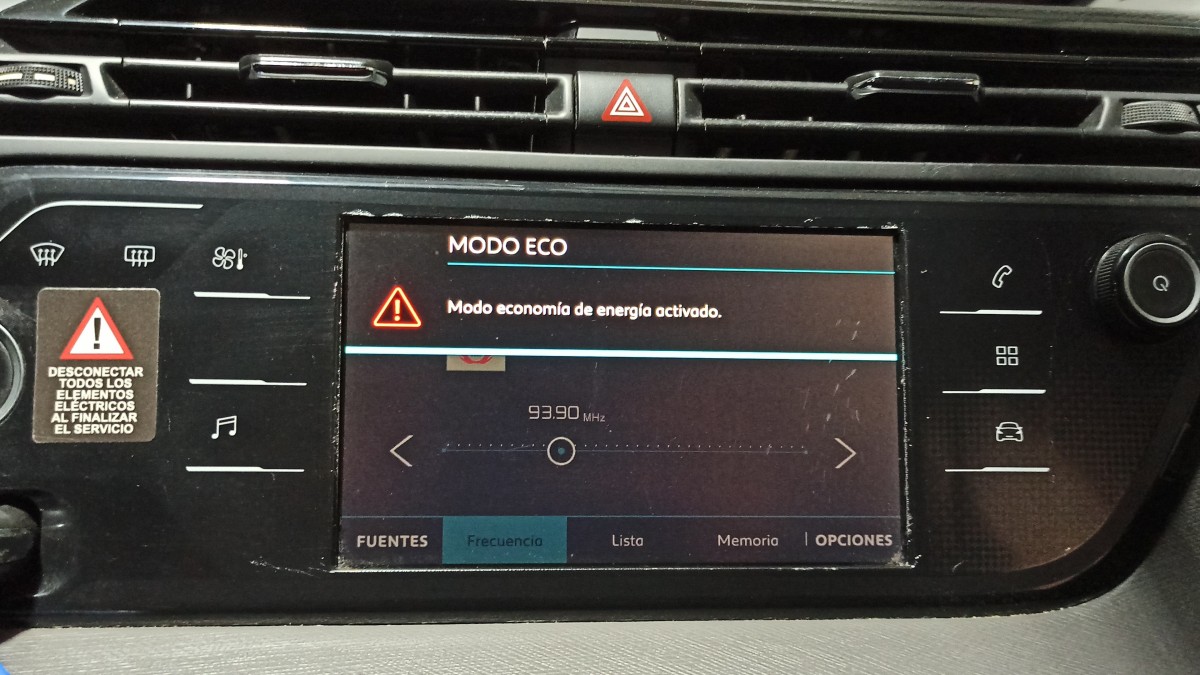 MODO ECO
Modo economía de energía activado.
DESCONECTAR
TODOS LOS
ELEMENTOS
ELÉCTRICOS
AL FINALIZAR
EL SERVICIO
93.90 MHz
FUENTES
Frecuencia
Lista
Memoria
OPCIONES